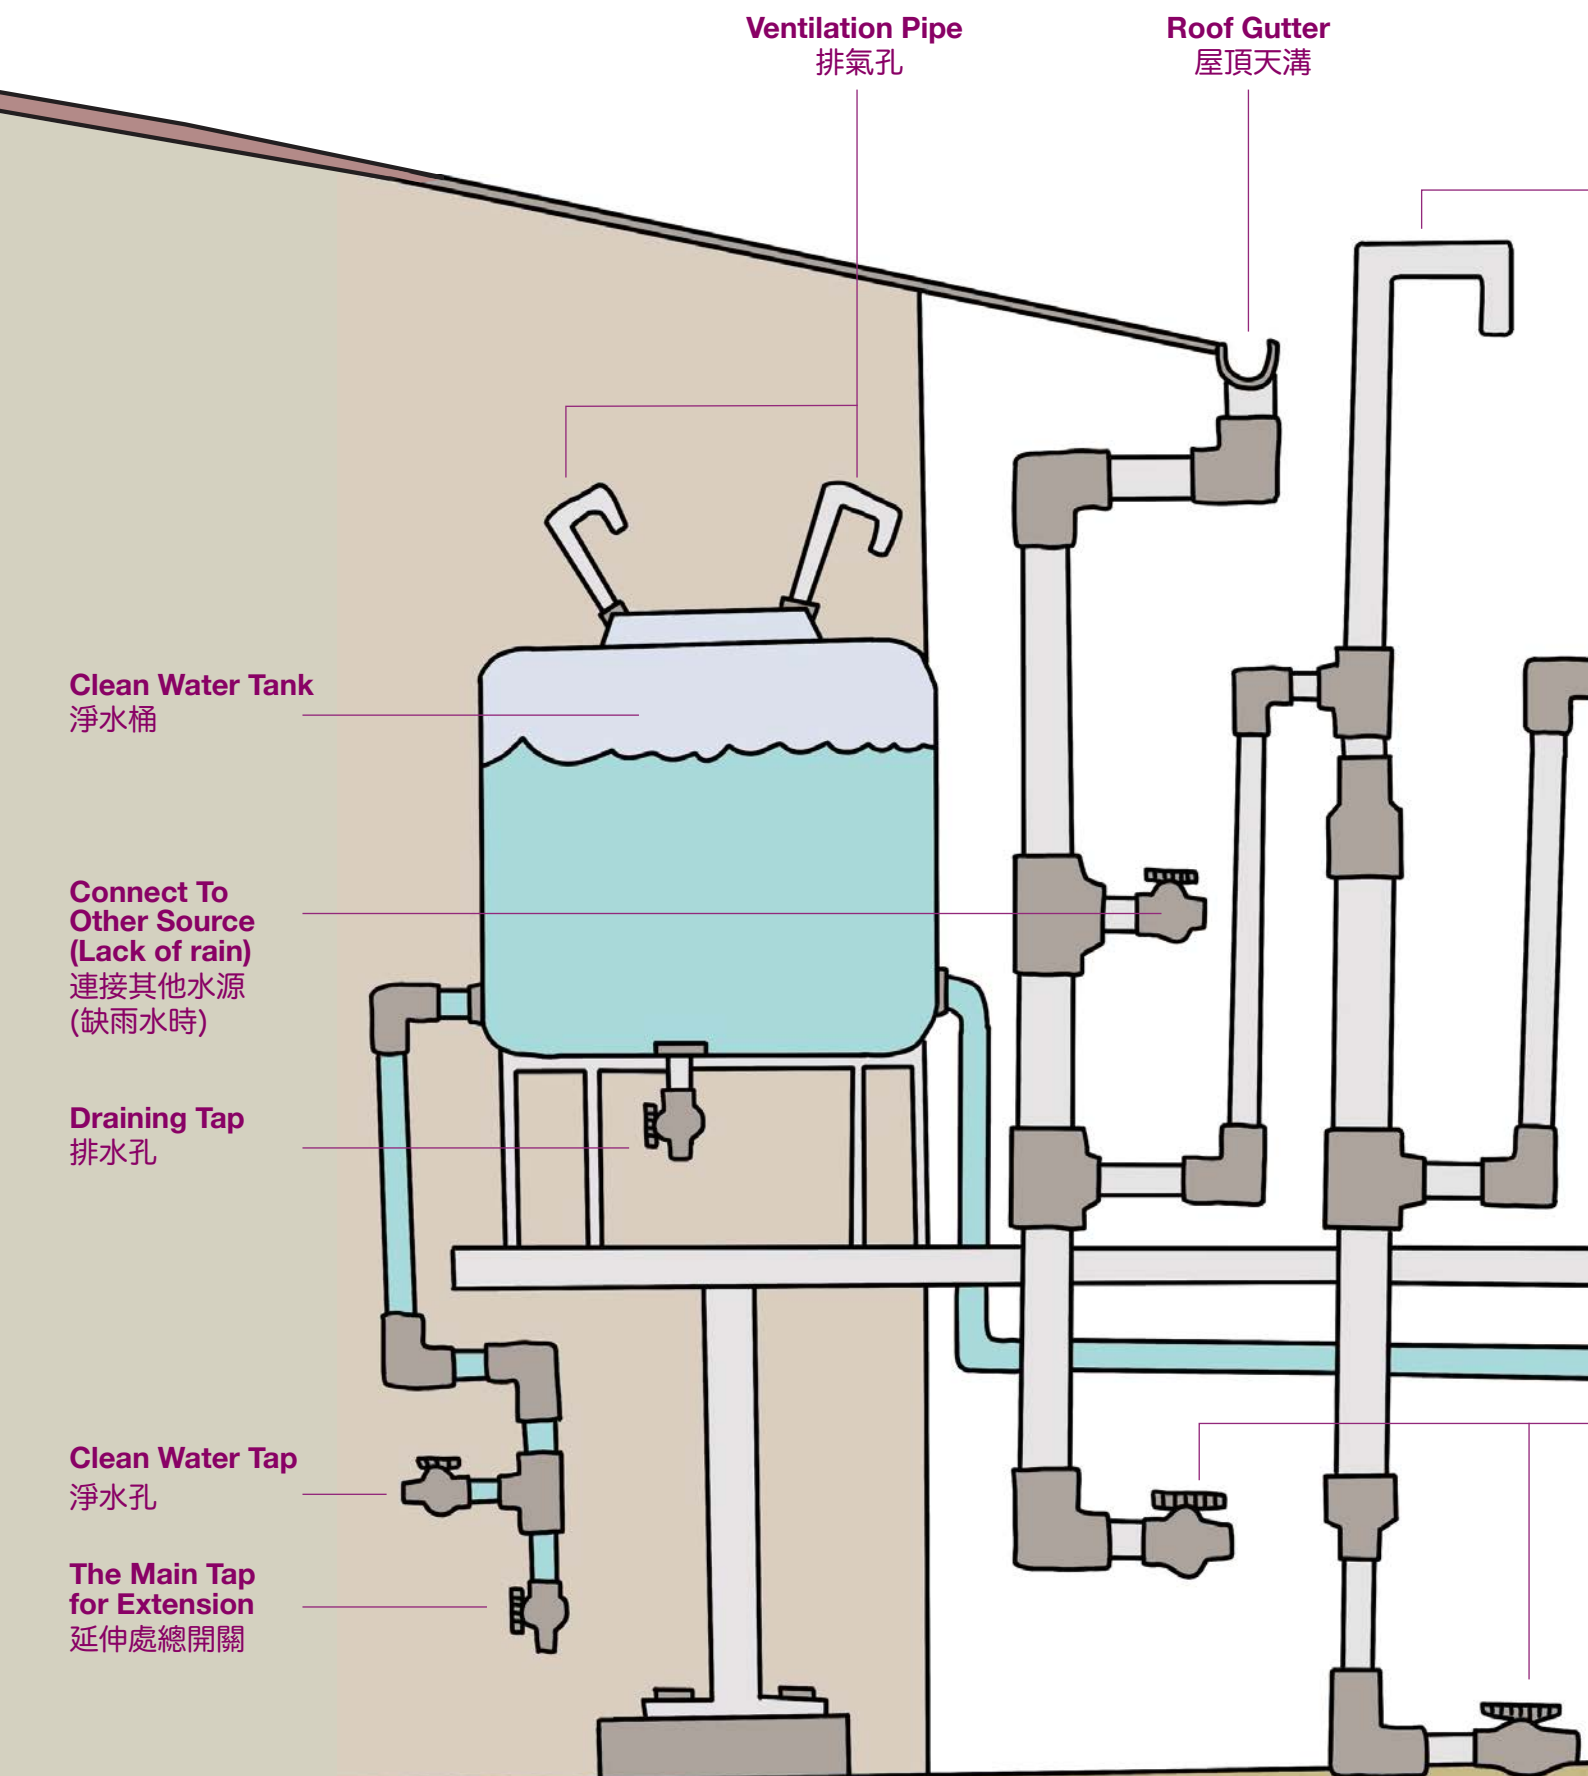 Ventilation Pipe
排氣孔
Roof Gutter
屋頂天溝
Clean Water Tank
淨水桶
Connect To
Other Source
(Lack of rain)
連接其他水源
(缺雨水時)
Draining Tap
排水孔
Clean Water Tap
淨水孔
The Main Tap
for Extension
延伸處總開關